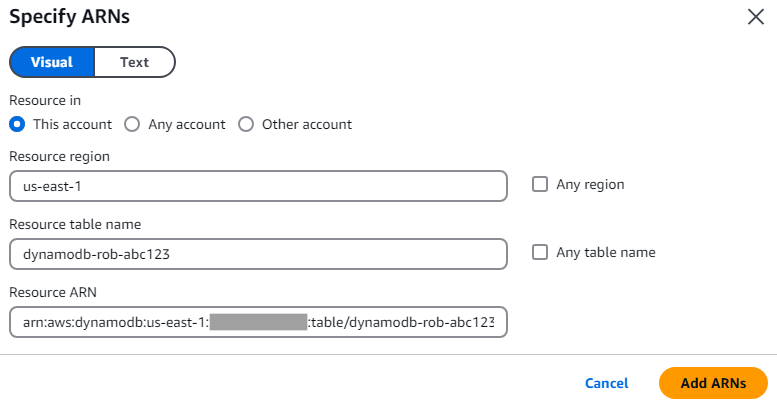 Specify ARNs
Visual Text
Resource in
This account Any account Other account
Resource region
us-east-1 Any region
Resource table name
dynamodb-rob-abc123 Any table name
Resource ARN
arn:aws:dynamodb:us-east-1: :table/dynamodb-rob-abc123
Cancel Add ARNs